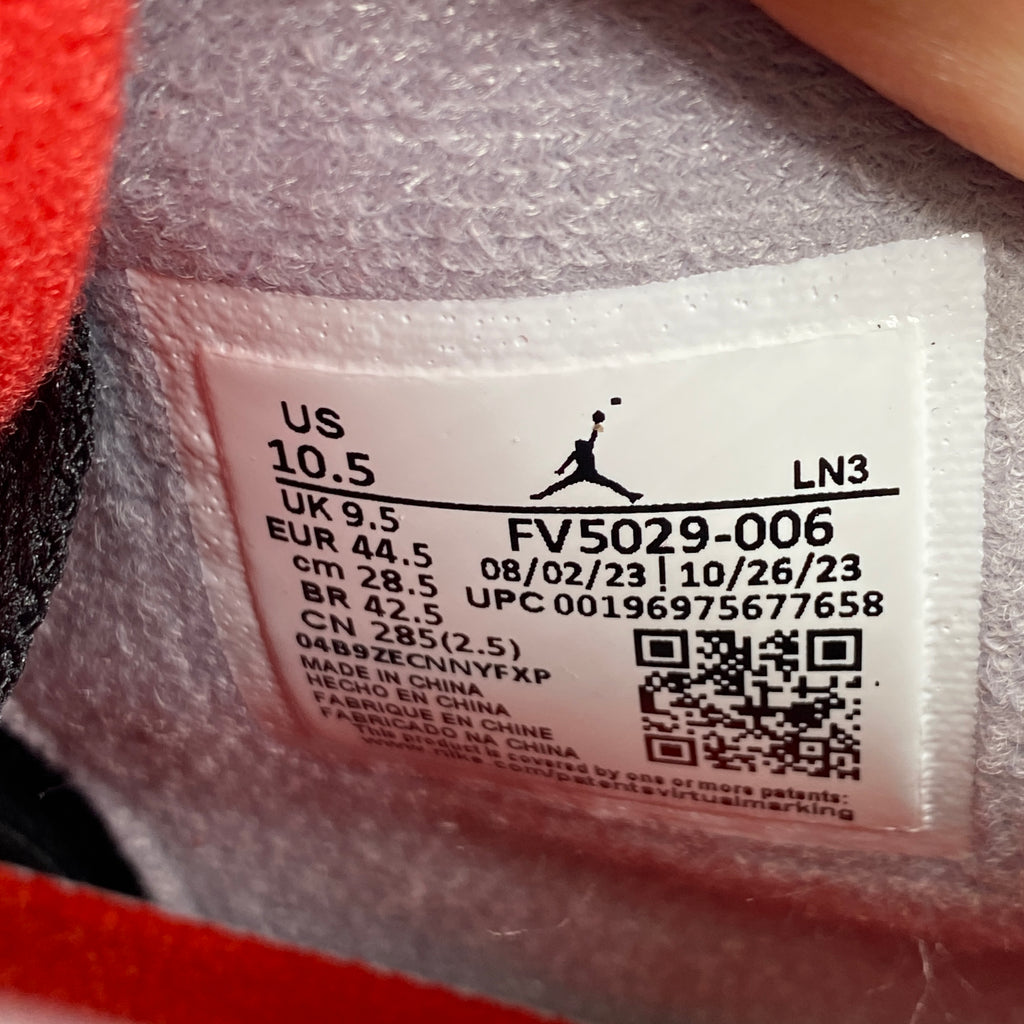 US
10.5
LN3
UK 9.5
EUR 44.5
cm 28.5
BR 42.5
CN 285(2.5)
04B9ZECNNYFXP
MADE IN CHINA
HECHO EN CHINA
FABRIQUE EN CHINE
FABRICADO NA CHINA
FV5029-006
08/02/23 | 10/26/23
UPC 00196975677658
This product is covered by one or more patents:
www.nike.com/patentsvirtualmarking